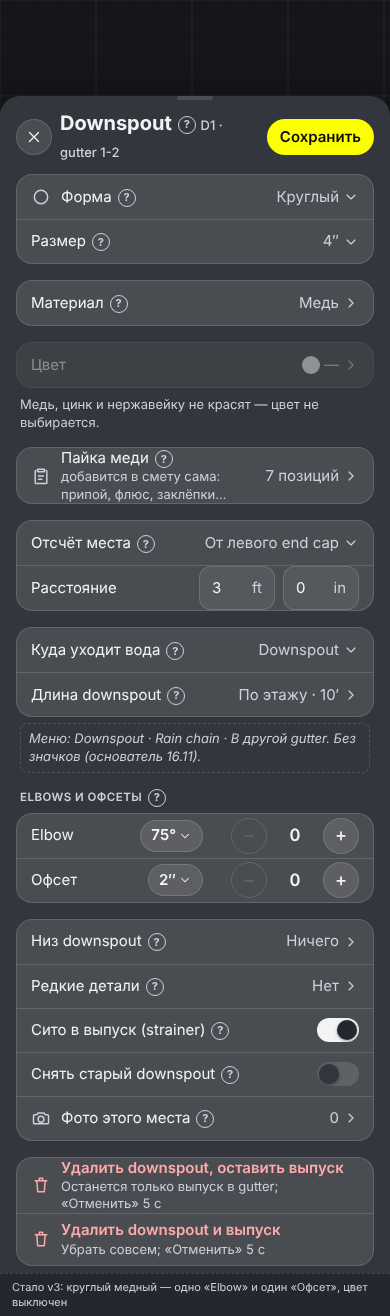 Downspout ? D1 ·
gutter 1-2
Сохранить
Форма ? Круглый
Размер ? 4″
Материал ? Медь
Цвет —
Медь, цинк и нержавейку не красят — цвет не
выбирается.
Пайка меди ?
добавится в смету сама:
припой, флюс, заклёпки...
7 позиций
Отсчёт места ? От левого end cap
Расстояние 3 ft 0 in
Куда уходит вода ? Downspout
Длина downspout ? По этажу · 10′
Меню: Downspout · Rain chain · В другой gutter. Без
значков (основатель 16.11).
ELBOWS И ОФСЕТЫ ?
Elbow 75° − 0 +
Офсет 2″ − 0 +
Низ downspout ? Ничего
Редкие детали ? Нет
Сито в выпуск (strainer) ?
Снять старый downspout ?
Фото этого места ? 0
Удалить downspout, оставить выпуск
Останется только выпуск в gutter;
«Отменить» 5 с
Удалить downspout и выпуск
Убрать совсем; «Отменить» 5 с
Стало v3: круглый медный — одно «Elbow» и один «Офсет», цвет
выключен